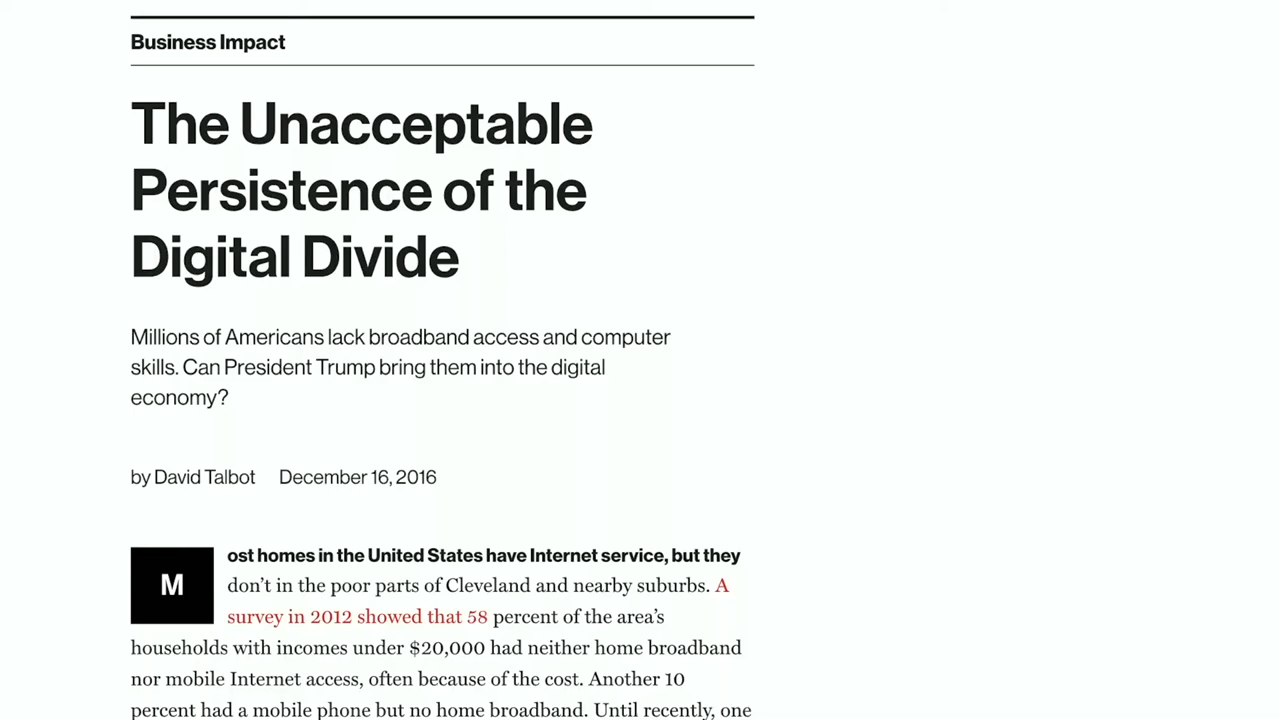 Business Impact
The Unacceptable
Persistence of the
Digital Divide
Millions of Americans lack broadband access and computer
skills. Can President Trump bring them into the digital
economy?
by David Talbot December 16, 2016
Most homes in the United States have Internet service, but they
don’t in the poor parts of Cleveland and nearby suburbs. A
survey in 2012 showed that 58 percent of the area’s
households with incomes under $20,000 had neither home broadband
nor mobile Internet access, often because of the cost. Another 10
percent had a mobile phone but no home broadband. Until recently, one